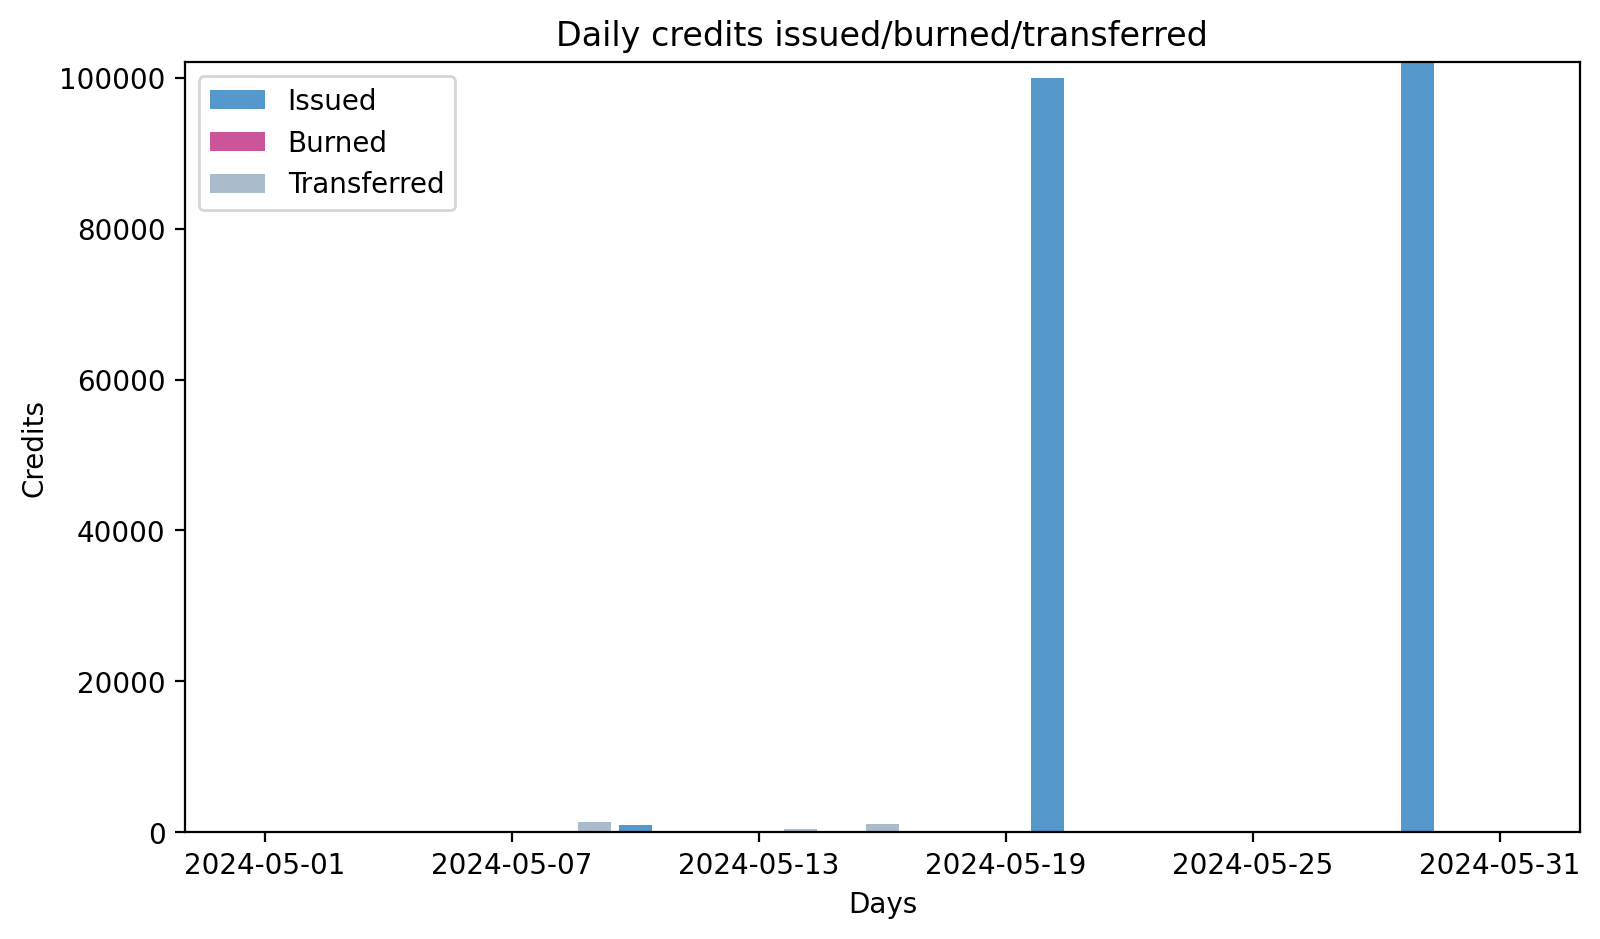 Daily credits issued/burned/transferred
100000
80000
60000
40000
20000
0
Credits
Issued
Burned
Transferred
2024-05-01
2024-05-07
2024-05-13
2024-05-19
2024-05-25
2024-05-31
Days